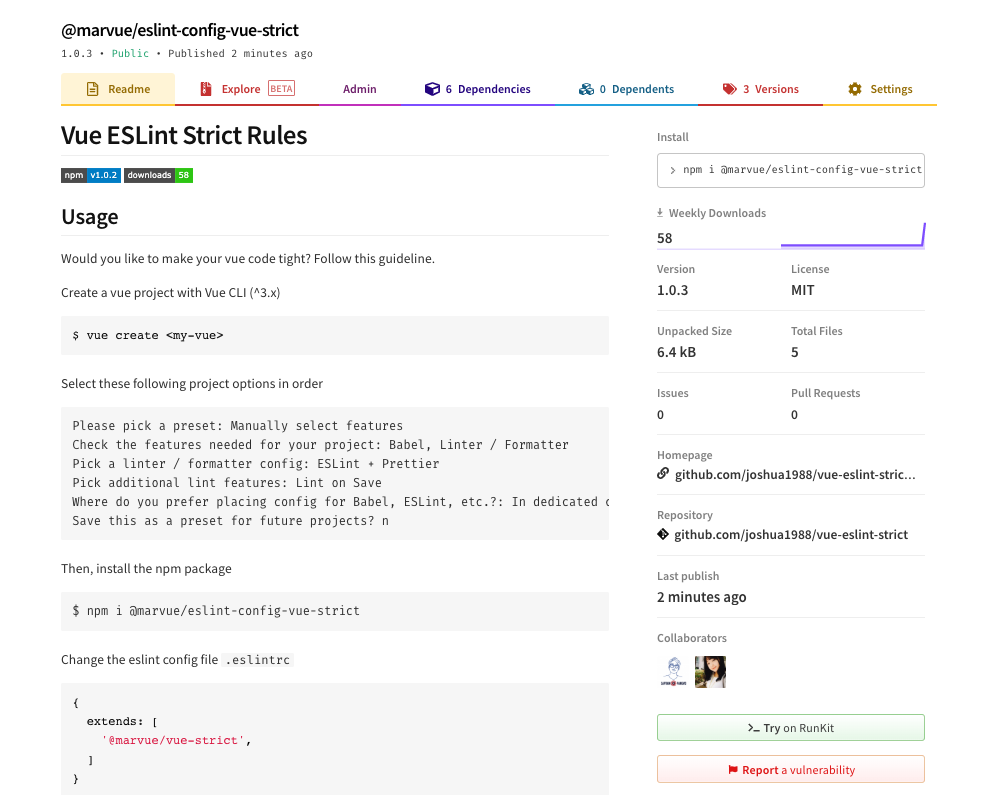 @marvue/eslint-config-vue-strict
1.0.3 • Public • Published 2 minutes ago
Readme
Explore BETA
Admin
6 Dependencies
0 Dependents
3 Versions
Settings
Vue ESLint Strict Rules
npm v1.0.2 downloads 58
Usage
Would you like to make your vue code tight? Follow this guideline.
Create a vue project with Vue CLI (^3.x)
$ vue create <my-vue>
Select these following project options in order
Please pick a preset: Manually select features
Check the features needed for your project: Babel, Linter / Formatter
Pick a linter / formatter config: ESLint + Prettier
Pick additional lint features: Lint on Save
Where do you prefer placing config for Babel, ESLint, etc.?: In dedicated
Save this as a preset for future projects? n
Then, install the npm package
$ npm i @marvue/eslint-config-vue-strict
Change the eslint config file .eslintrc
{
extends: [
'@marvue/vue-strict',
]
}
Install
> npm i @marvue/eslint-config-vue-strict
Weekly Downloads
58
Version
1.0.3
License
MIT
Unpacked Size
6.4 kB
Total Files
5
Issues
0
Pull Requests
0
Homepage
github.com/joshua1988/vue-eslint-stric...
Repository
github.com/joshua1988/vue-eslint-strict
Last publish
2 minutes ago
Collaborators
Try on RunKit
Report a vulnerability